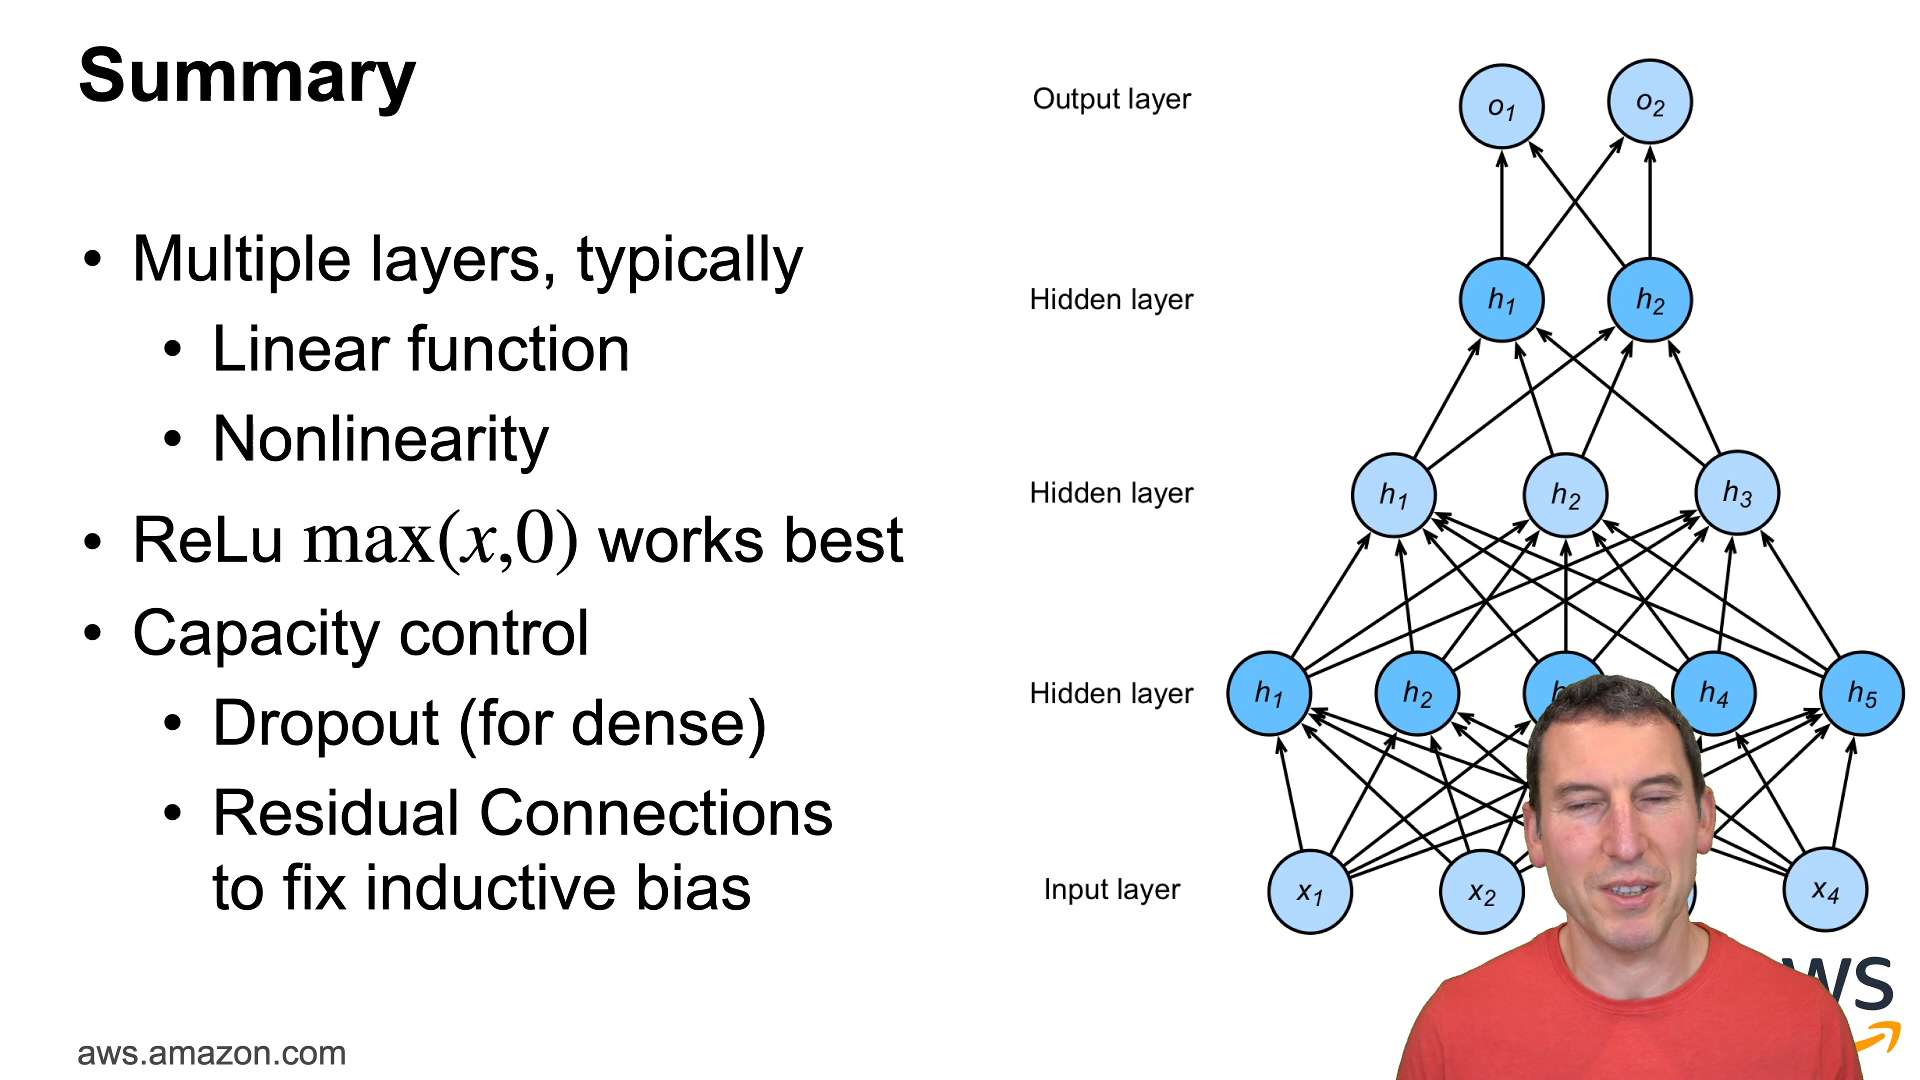 Summary
• Multiple layers, typically
• Linear function
• Nonlinearity
• ReLu max(x,0) works best
• Capacity control
• Dropout (for dense)
• Residual Connections
to fix inductive bias
aws.amazon.com
Output layer
o1 o2
Hidden layer
h1 h2
Hidden layer
h1 h2 h3
Hidden layer
h1 h2 h4 h5
Input layer
x1 x2 x4